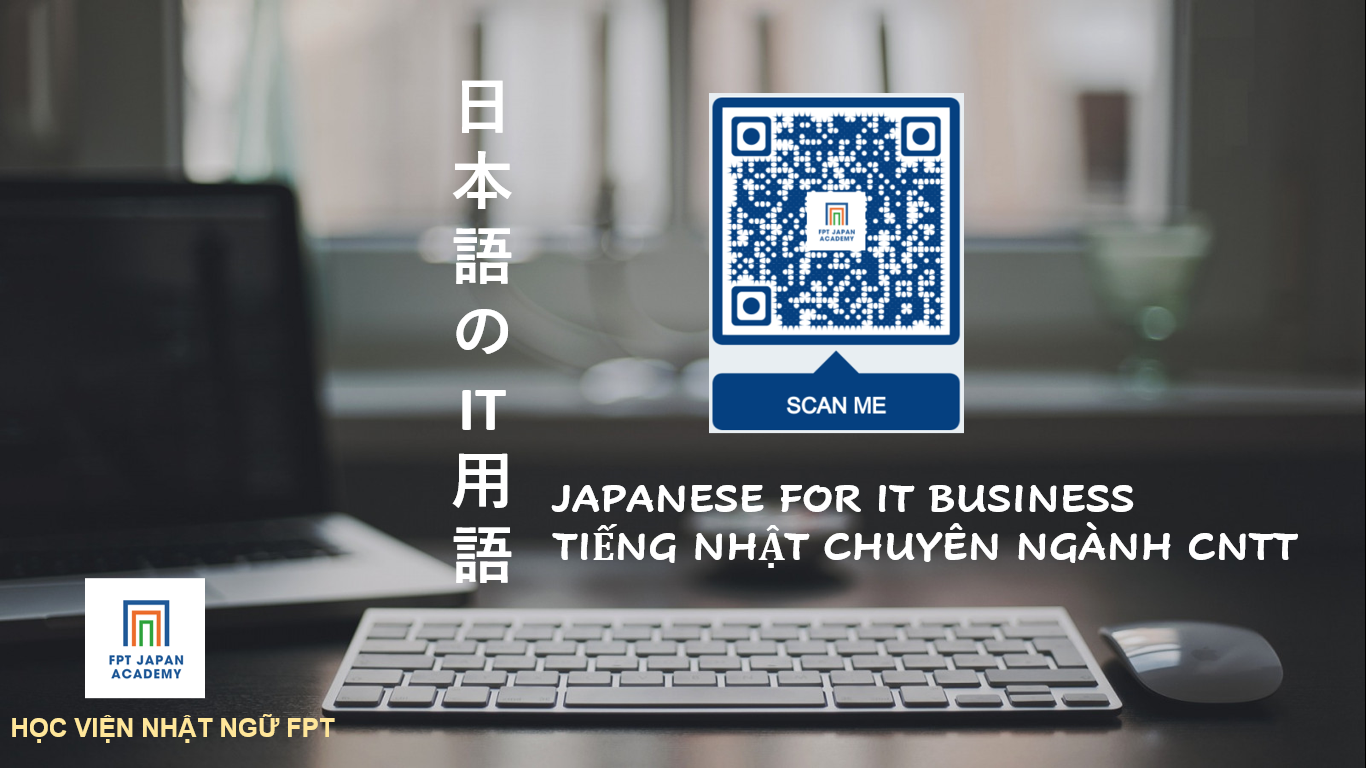 日本語のIT用語
FPT JAPAN
ACADEMY
SCAN ME
JAPANESE FOR IT BUSINESS
TIẾNG NHẬT CHUYÊN NGÀNH CNTT
FPT JAPAN
ACADEMY
HỌC VIỆN NHẬT NGỮ FPT